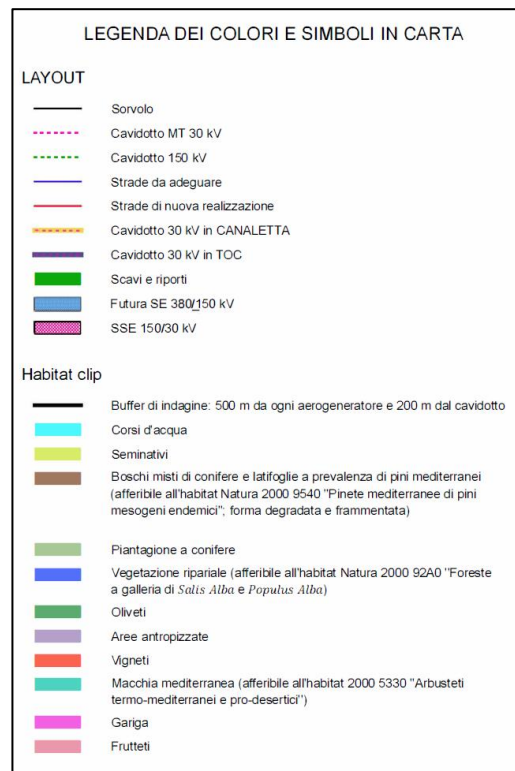 LEGENDA DEI COLORI E SIMBOLI IN CARTA
LAYOUT
Sorvolo
Cavidotto MT 30 kV
Cavidotto 150 kV
Strade da adeguare
Strade di nuova realizzazione
Cavidotto 30 kV in CANALETTA
Cavidotto 30 kV in TOC
Scavi e riporti
Futura SE 380/150 kV
SSE 150/30 kV
Habitat clip
Buffer di indagine: 500 m da ogni aerogeneratore e 200 m dal cavidotto
Corsi d'acqua
Seminativi
Boschi misti di conifere e latifoglie a prevalenza di pini mediterranei
(afferibile all'habitat Natura 2000 9540 "Pinete mediterranee di pini
mesogeni endemici"; forma degradata e frammentata)
Piantagione a conifere
Vegetazione ripariale (afferibile all'habitat Natura 2000 92A0 "Foreste
a galleria di Salis Alba e Populus Alba)
Oliveti
Aree antropizzate
Vigneti
Macchia mediterranea (afferibile all'habitat 2000 5330 "Arbusteti
termo-mediterranei e pro-desertici")
Gariga
Frutteti